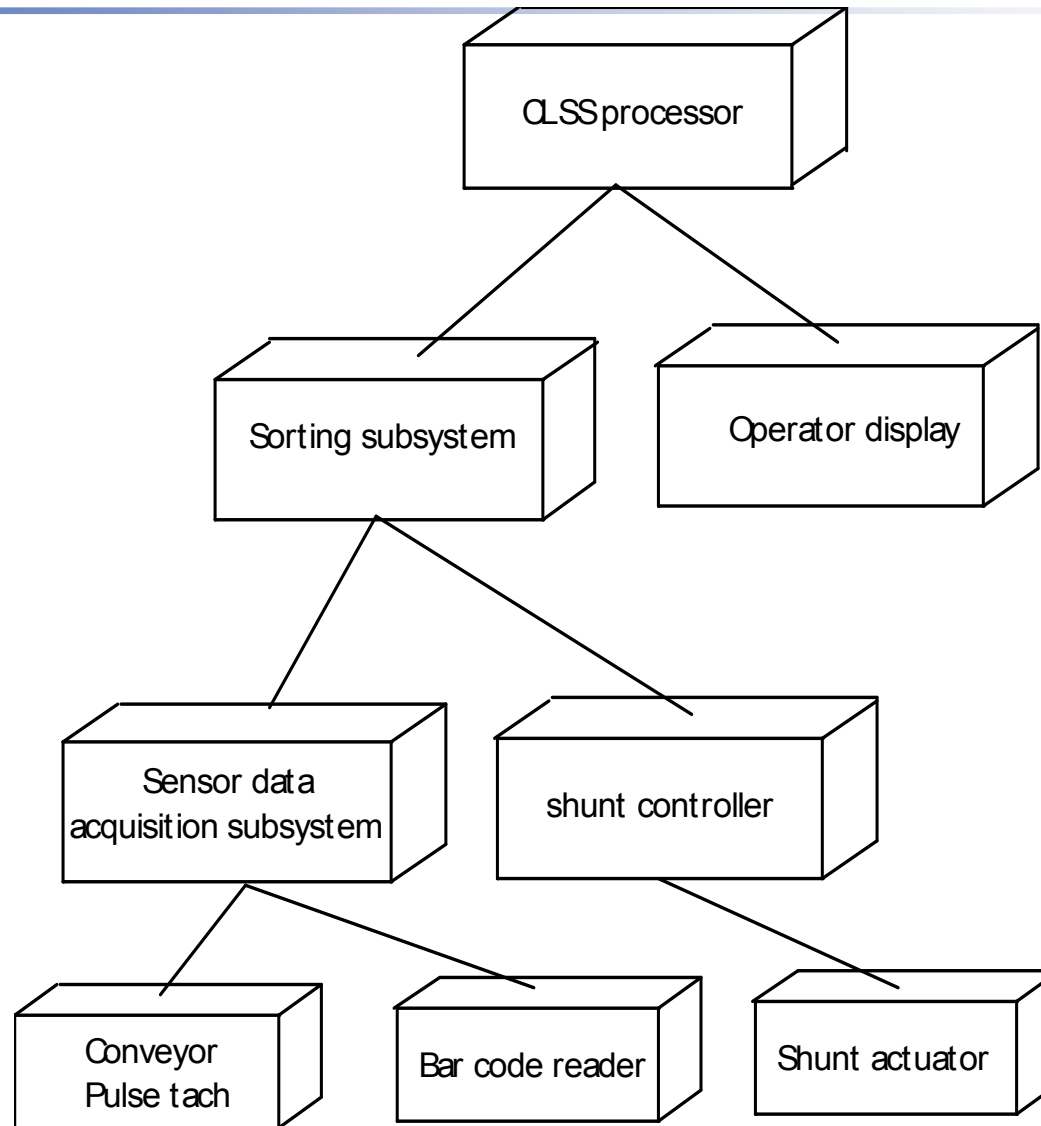 CLSS processor
Sorting subsystem
Operator display
Sensor data
acquisition subsystem
shunt controller
Conveyor
Pulse tach
Bar code reader
Shunt actuator